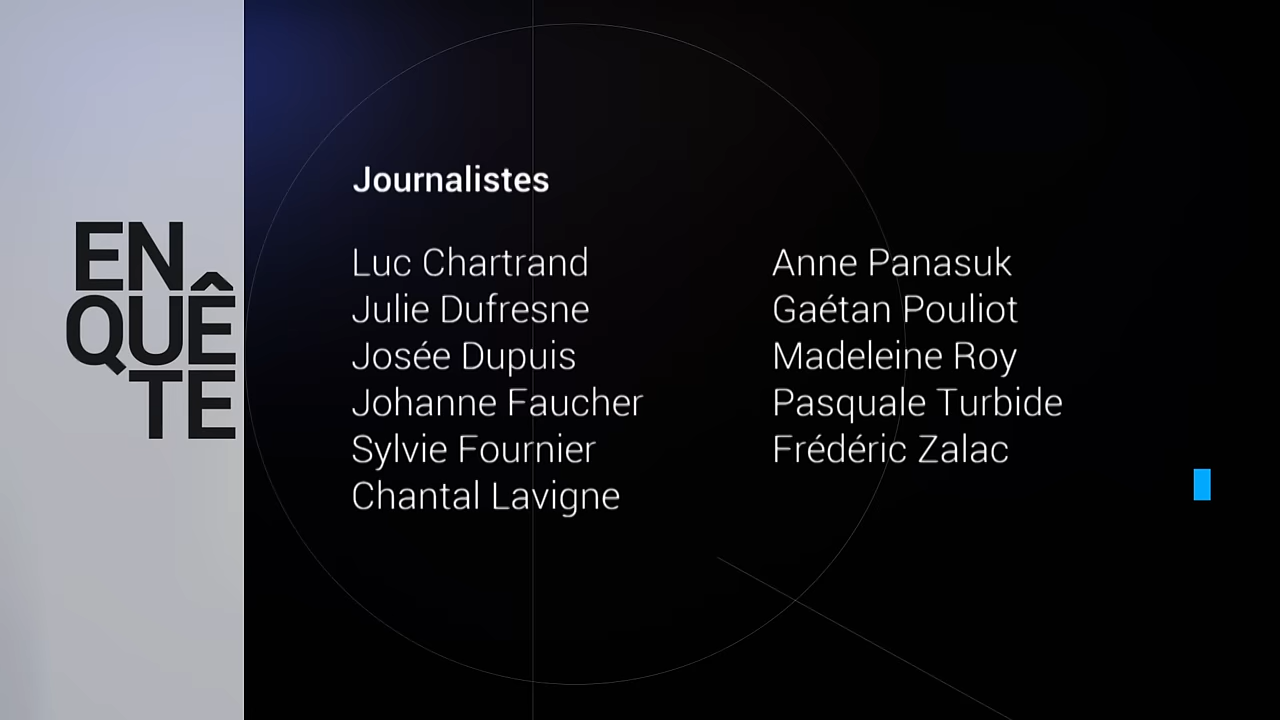 EN
QUÊ
TE
Journalistes
Luc Chartrand
Julie Dufresne
Josée Dupuis
Johanne Faucher
Sylvie Fournier
Chantal Lavigne
Anne Panasuk
Gaétan Pouliot
Madeleine Roy
Pasquale Turbide
Frédéric Zalac